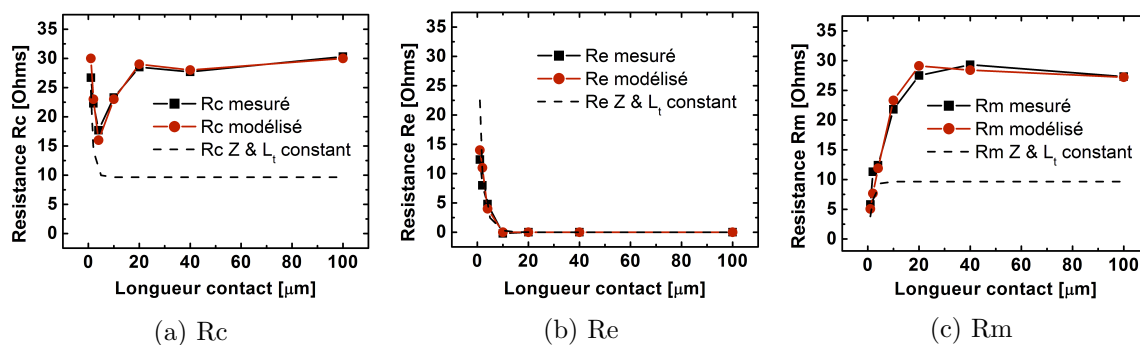 Resistance Rc [Ohms]
35
30
25
20
15
10
5
0
Rc mesuré
Rc modélisé
Rc Z & Lt constant
0 20 40 60 80 100
Longueur contact [μm]
(a) Rc
Resistance Re [Ohms]
35
30
25
20
15
10
5
0
Re mesuré
Re modélisé
Re Z & Lt constant
0 20 40 60 80 100
Longueur contact [μm]
(b) Re
Resistance Rm [Ohms]
35
30
25
20
15
10
5
0
Rm mesuré
Rm modélisé
Rm Z & Lt constant
0 20 40 60 80 100
Longueur contact [μm]
(c) Rm